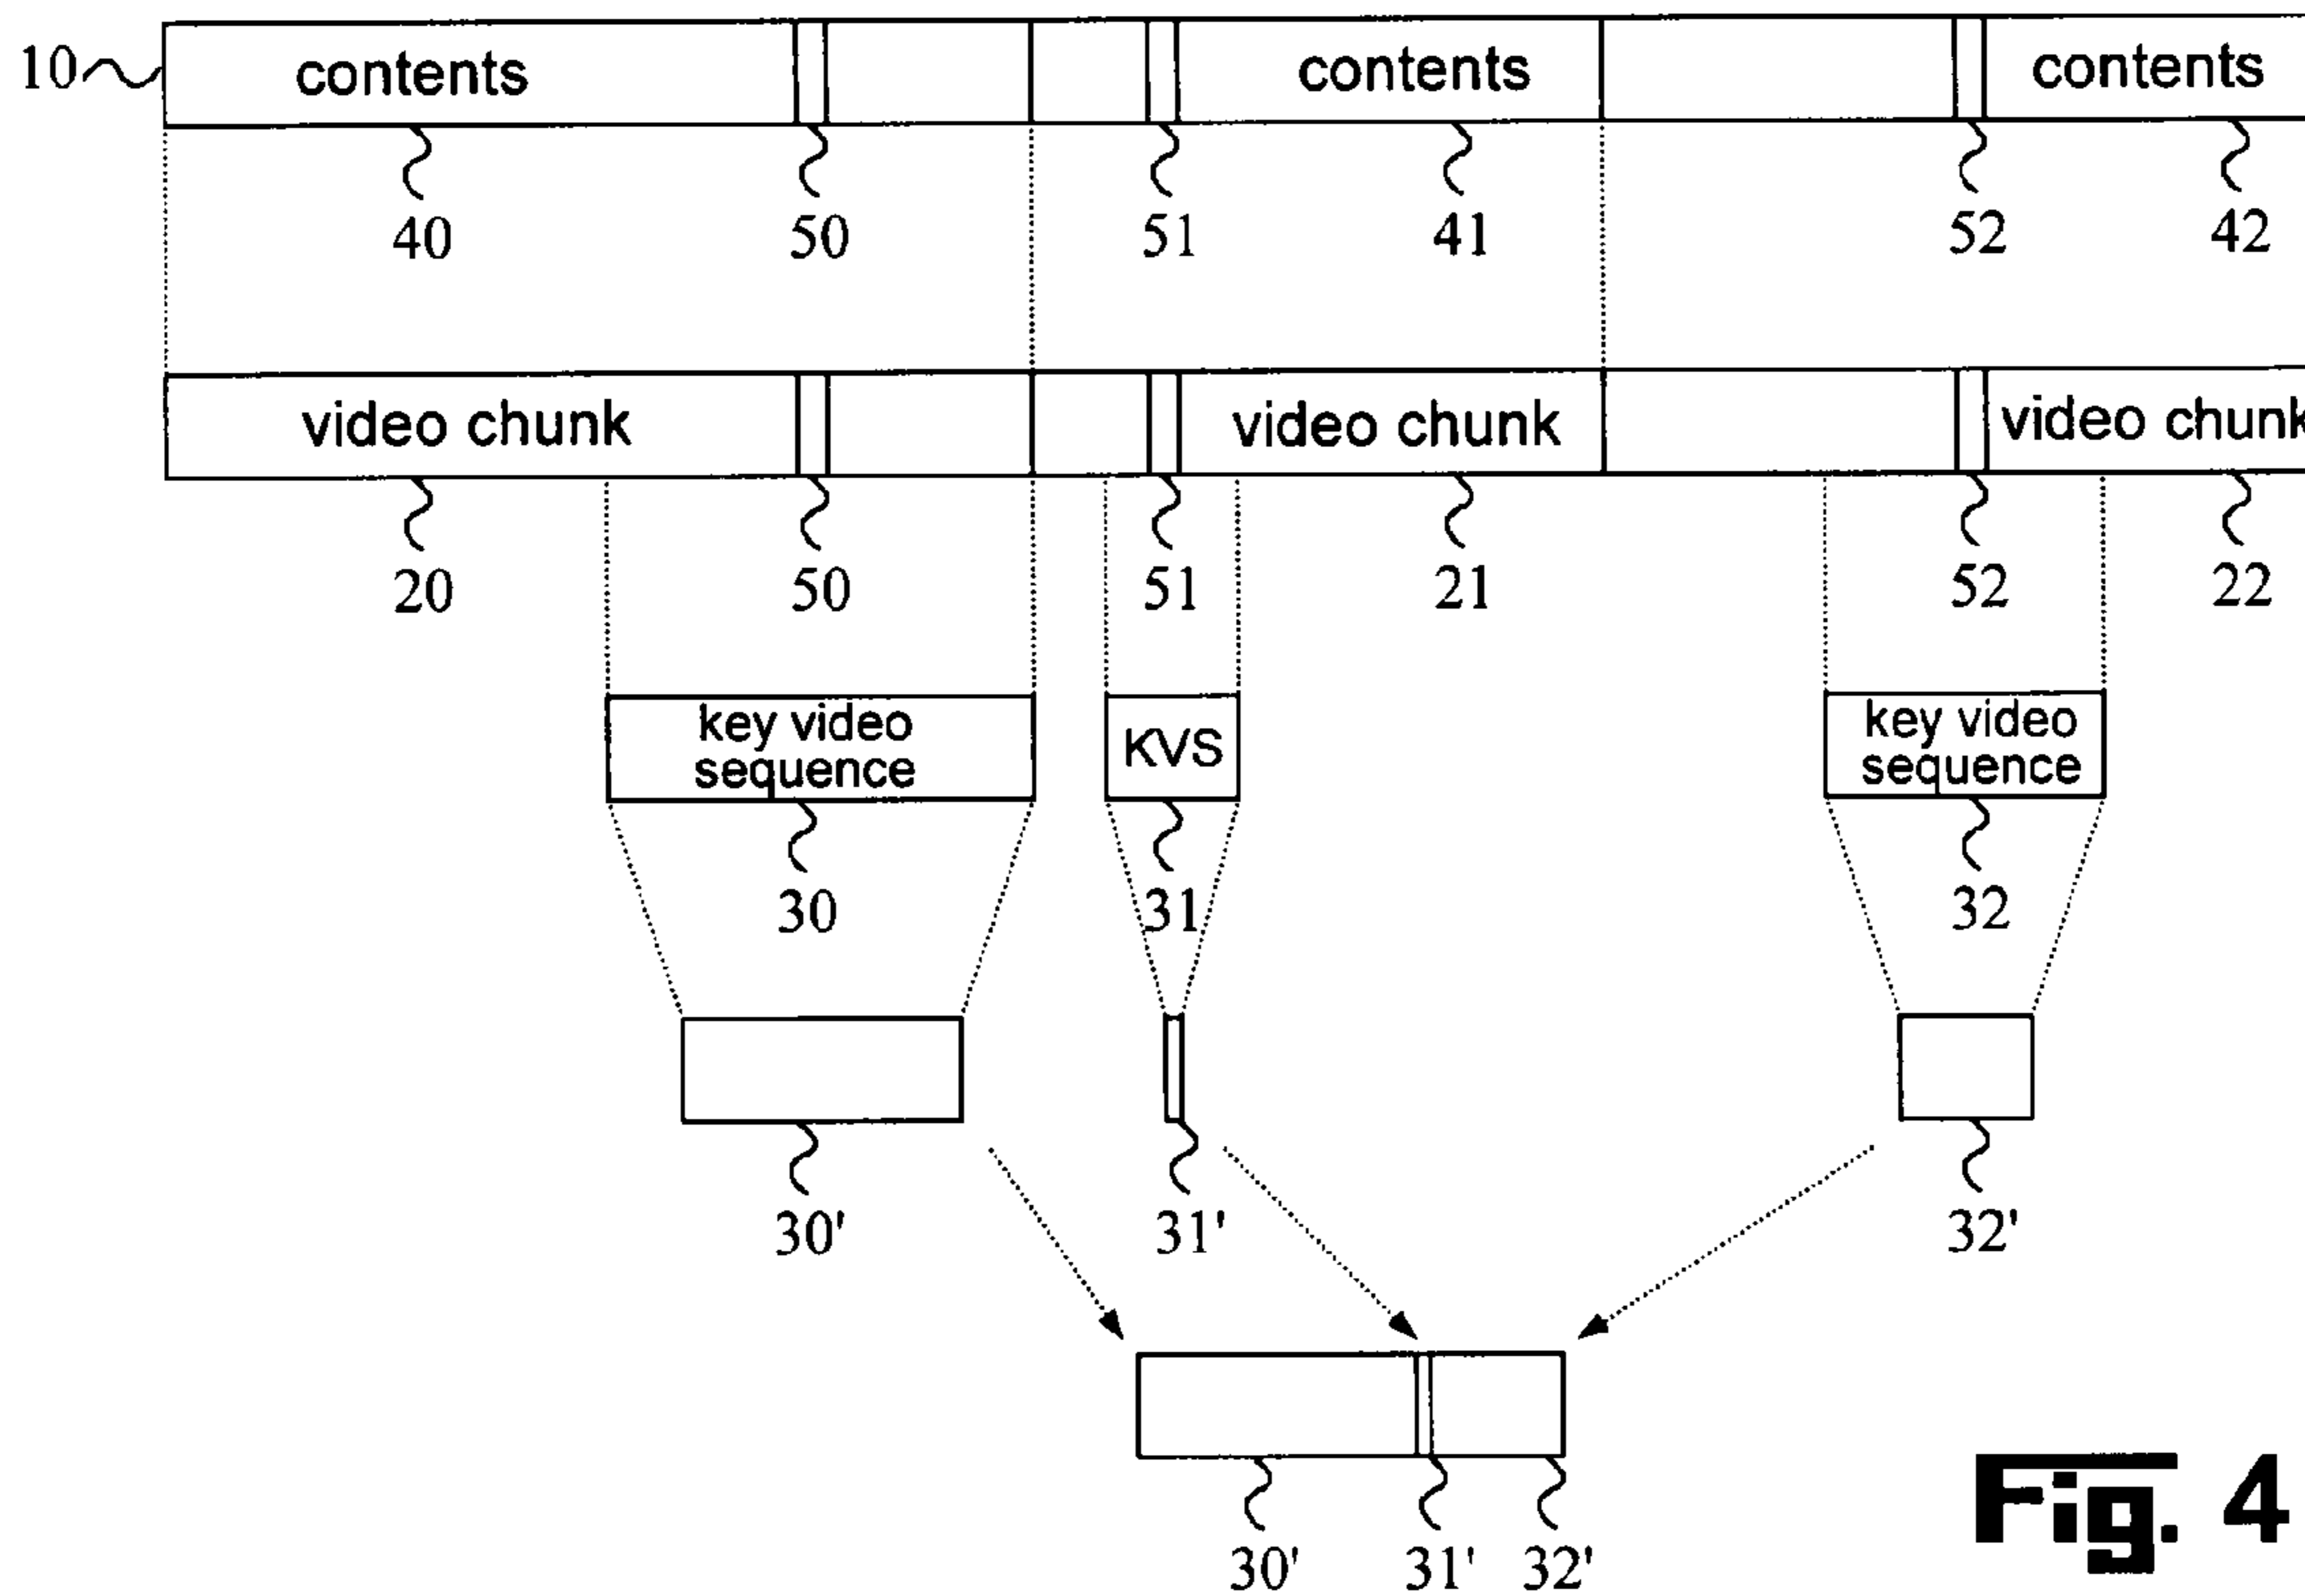 10 contents contents contents
40 50 51 41 52 42
video chunk video chunk video chunk
20 50 51 21 52 22
key video
sequence
KVS
key video
sequence
30 31 32
30' 31' 32'
30' 31' 32'
Fig. 4